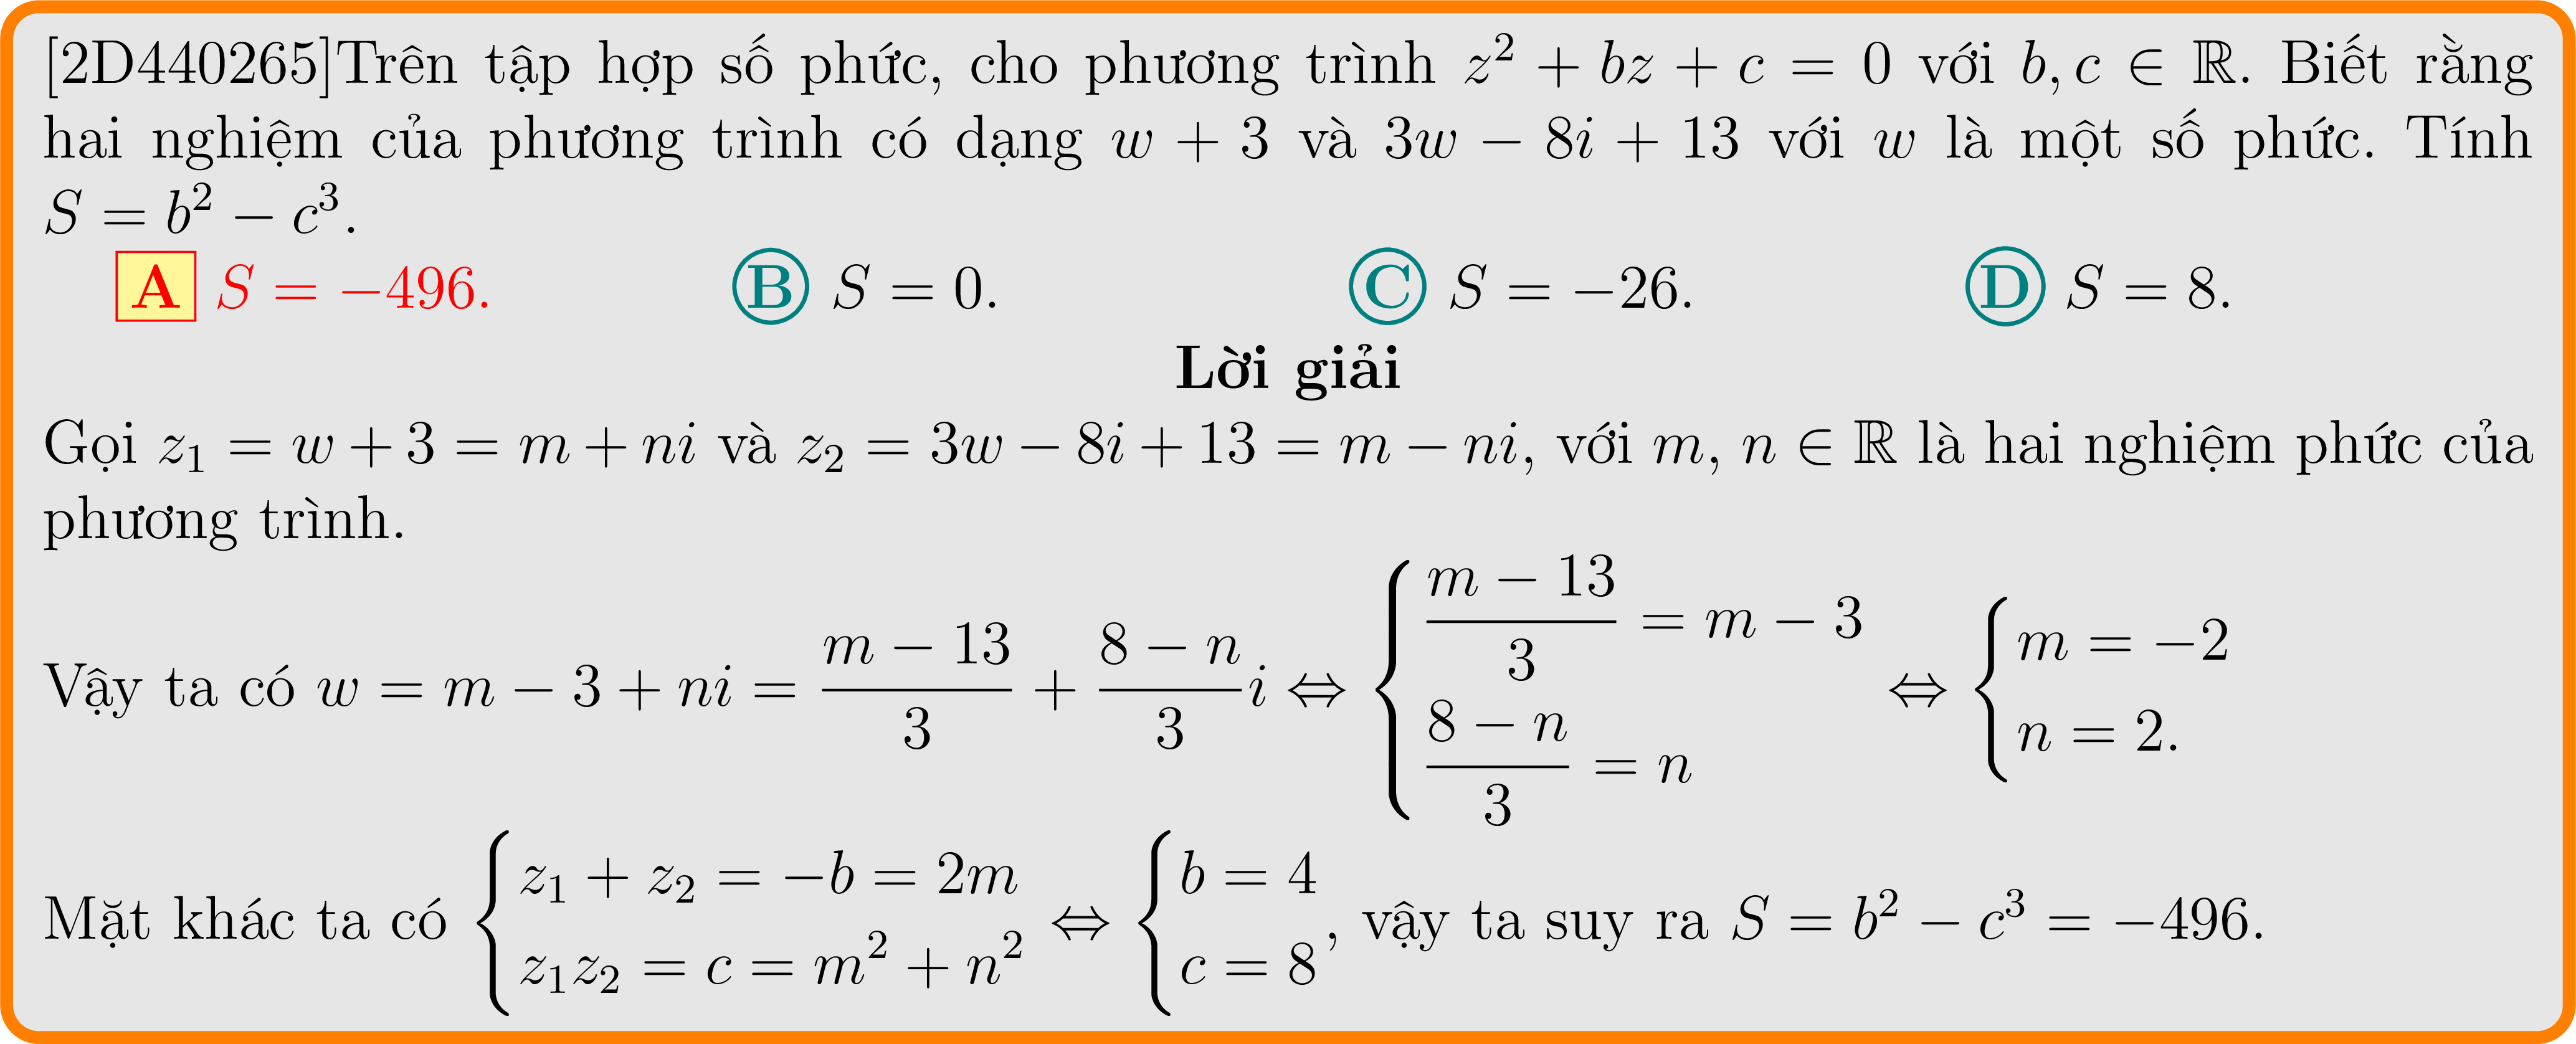 [2D440265]Trên tập hợp số phức, cho phương trình $z^2 + bz + c = 0$ với $b, c \in \mathbb{R}$. Biết rằng
hai nghiệm của phương trình có dạng $w + 3$ và $3w - 8i + 13$ với $w$ là một số phức. Tính
$S = b^2 - c^3$.
A $S = -496.$ B $S = 0.$ C $S = -26.$ D $S = 8.$
Lời giải
Gọi $z_1 = w + 3 = m + ni$ và $z_2 = 3w - 8i + 13 = m - ni$, với $m, n \in \mathbb{R}$ là hai nghiệm phức của
phương trình.
Vậy ta có $w = m - 3 + ni = \dfrac{m - 13}{3} + \dfrac{8 - n}{3}i \Leftrightarrow \begin{cases} \dfrac{m - 13}{3} = m - 3 \\ \dfrac{8 - n}{3} = n \end{cases} \Leftrightarrow \begin{cases} m = -2 \\ n = 2. \end{cases}$
Mặt khác ta có $\begin{cases} z_1 + z_2 = -b = 2m \\ z_1 z_2 = c = m^2 + n^2 \end{cases} \Leftrightarrow \begin{cases} b = 4 \\ c = 8 \end{cases}$, vậy ta suy ra $S = b^2 - c^3 = -496.$